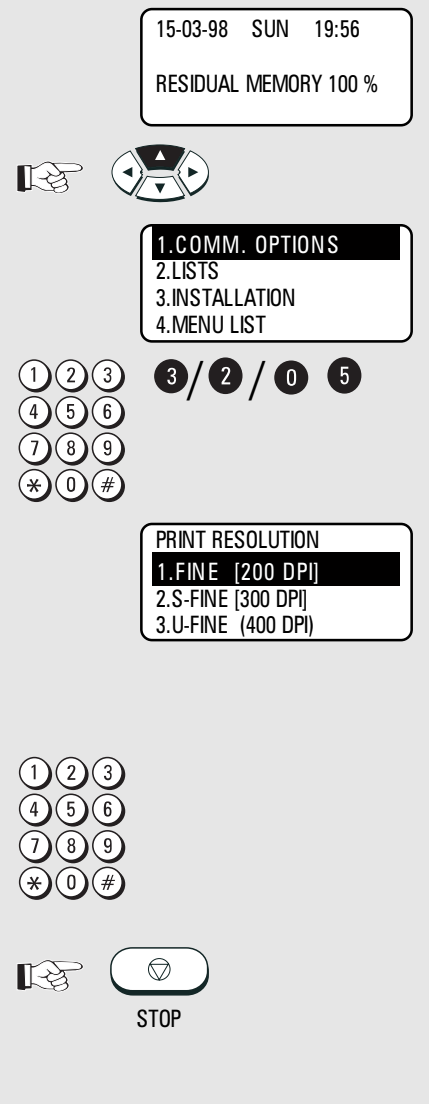 15-03-98 SUN 19:56
RESIDUAL MEMORY 100 %
1.COMM. OPTIONS
2.LISTS
3.INSTALLATION
4.MENU LIST
1 2 3 3 / 2 / 0 5
4 5 6
7 8 9
* 0 #
PRINT RESOLUTION
1.FINE [200 DPI]
2.S-FINE [300 DPI]
3.U-FINE (400 DPI)
1 2 3
4 5 6
7 8 9
* 0 #
STOP